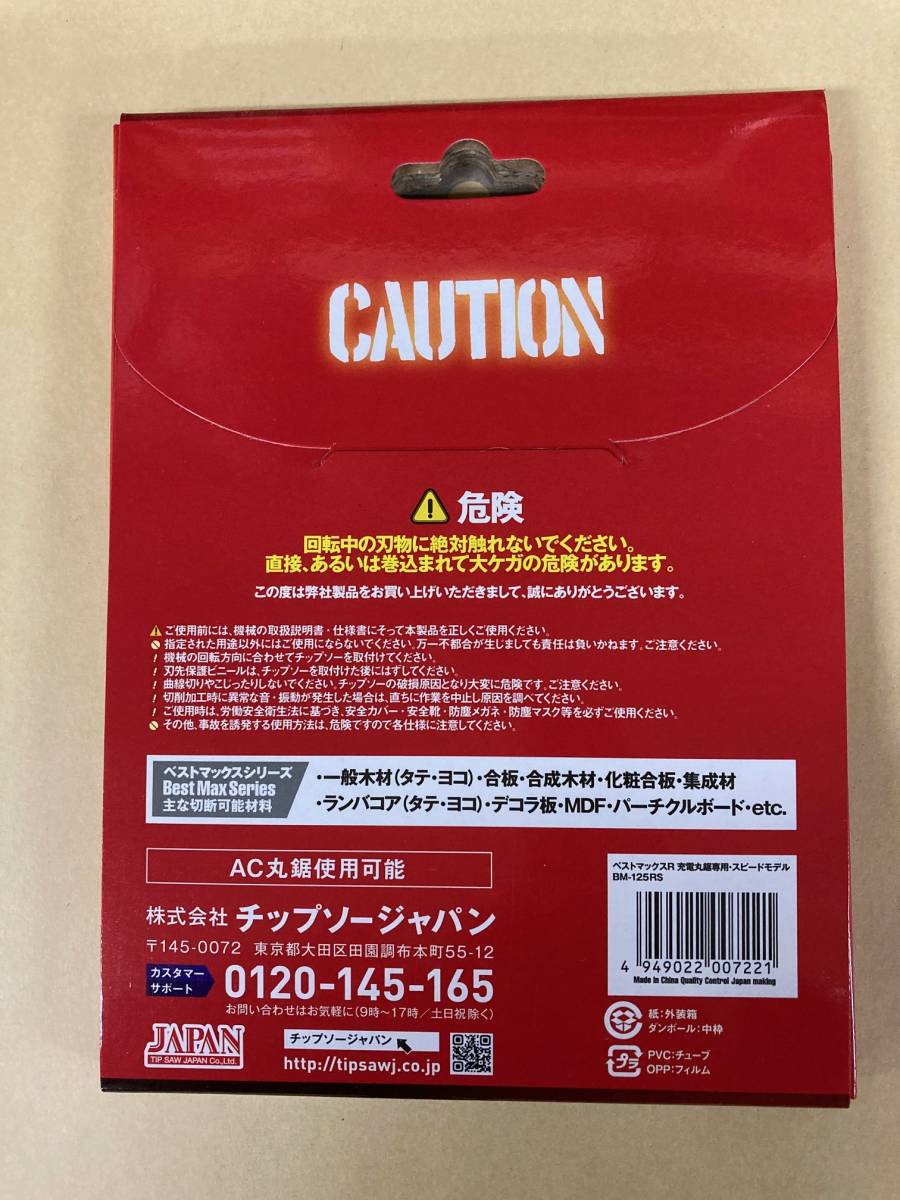 CAUTION
危険
回転中の刃物に絶対触れないでください。
直接、あるいは巻込まれて大ケガの危険があります。
この度は弊社製品をお買い上げいただきまして、誠にありがとうございます。
ご使用前には、機械の取扱説明書・仕様書にそって本製品を正しくご使用ください。
指定された用途以外にはご使用にならないでください。万一不都合が生じましても責任は負いかねます。ご注意ください。
! 機械の回転方向に合わせてチップソーを取付けてください。
! 刃先保護ビニールは、チップソーを取付けた後にはずしてください。
! 曲線切りやこじったりしないでください。チップソーの破損原因となり大変に危険です。ご注意ください。
! 切削加工時に異常な音・振動が発生した場合は、直ちに作業を中止し原因を調べてください。
! ご使用時は、労働安全衛生法に基づき、安全カバー・安全靴・防塵メガネ・防塵マスク等を必ずご使用ください。
その他、事故を誘発する使用方法は、危険ですので各仕様に注意してください。
ベストマックスシリーズ
Best Max Series
主な切断可能材料
・一般木材(タテ・ヨコ)・合板・合成木材・化粧合板・集成材
・ランバコア(タテ・ヨコ)・デコラ板・MDF・パーチクルボード・etc.
AC丸鋸使用可能
株式会社 チップソージャパン
〒145-0072 東京都大田区田園調布本町55-12
カスタマーサポート 0120-145-165
お問い合わせはお気軽に(9時〜17時/土日祝除く)
JAPAN
TIP SAW JAPAN Co.,Ltd.
チップソージャパン
http://tipsawj.co.jp
ベストマックスR 充電丸鋸専用・スピードモデル
BM-125RS
4 949022 007221
Made in China Quality Control Japan making
紙:外装箱
ダンボール:中枠
プラ
PVC:チューブ
OPP:フィルム